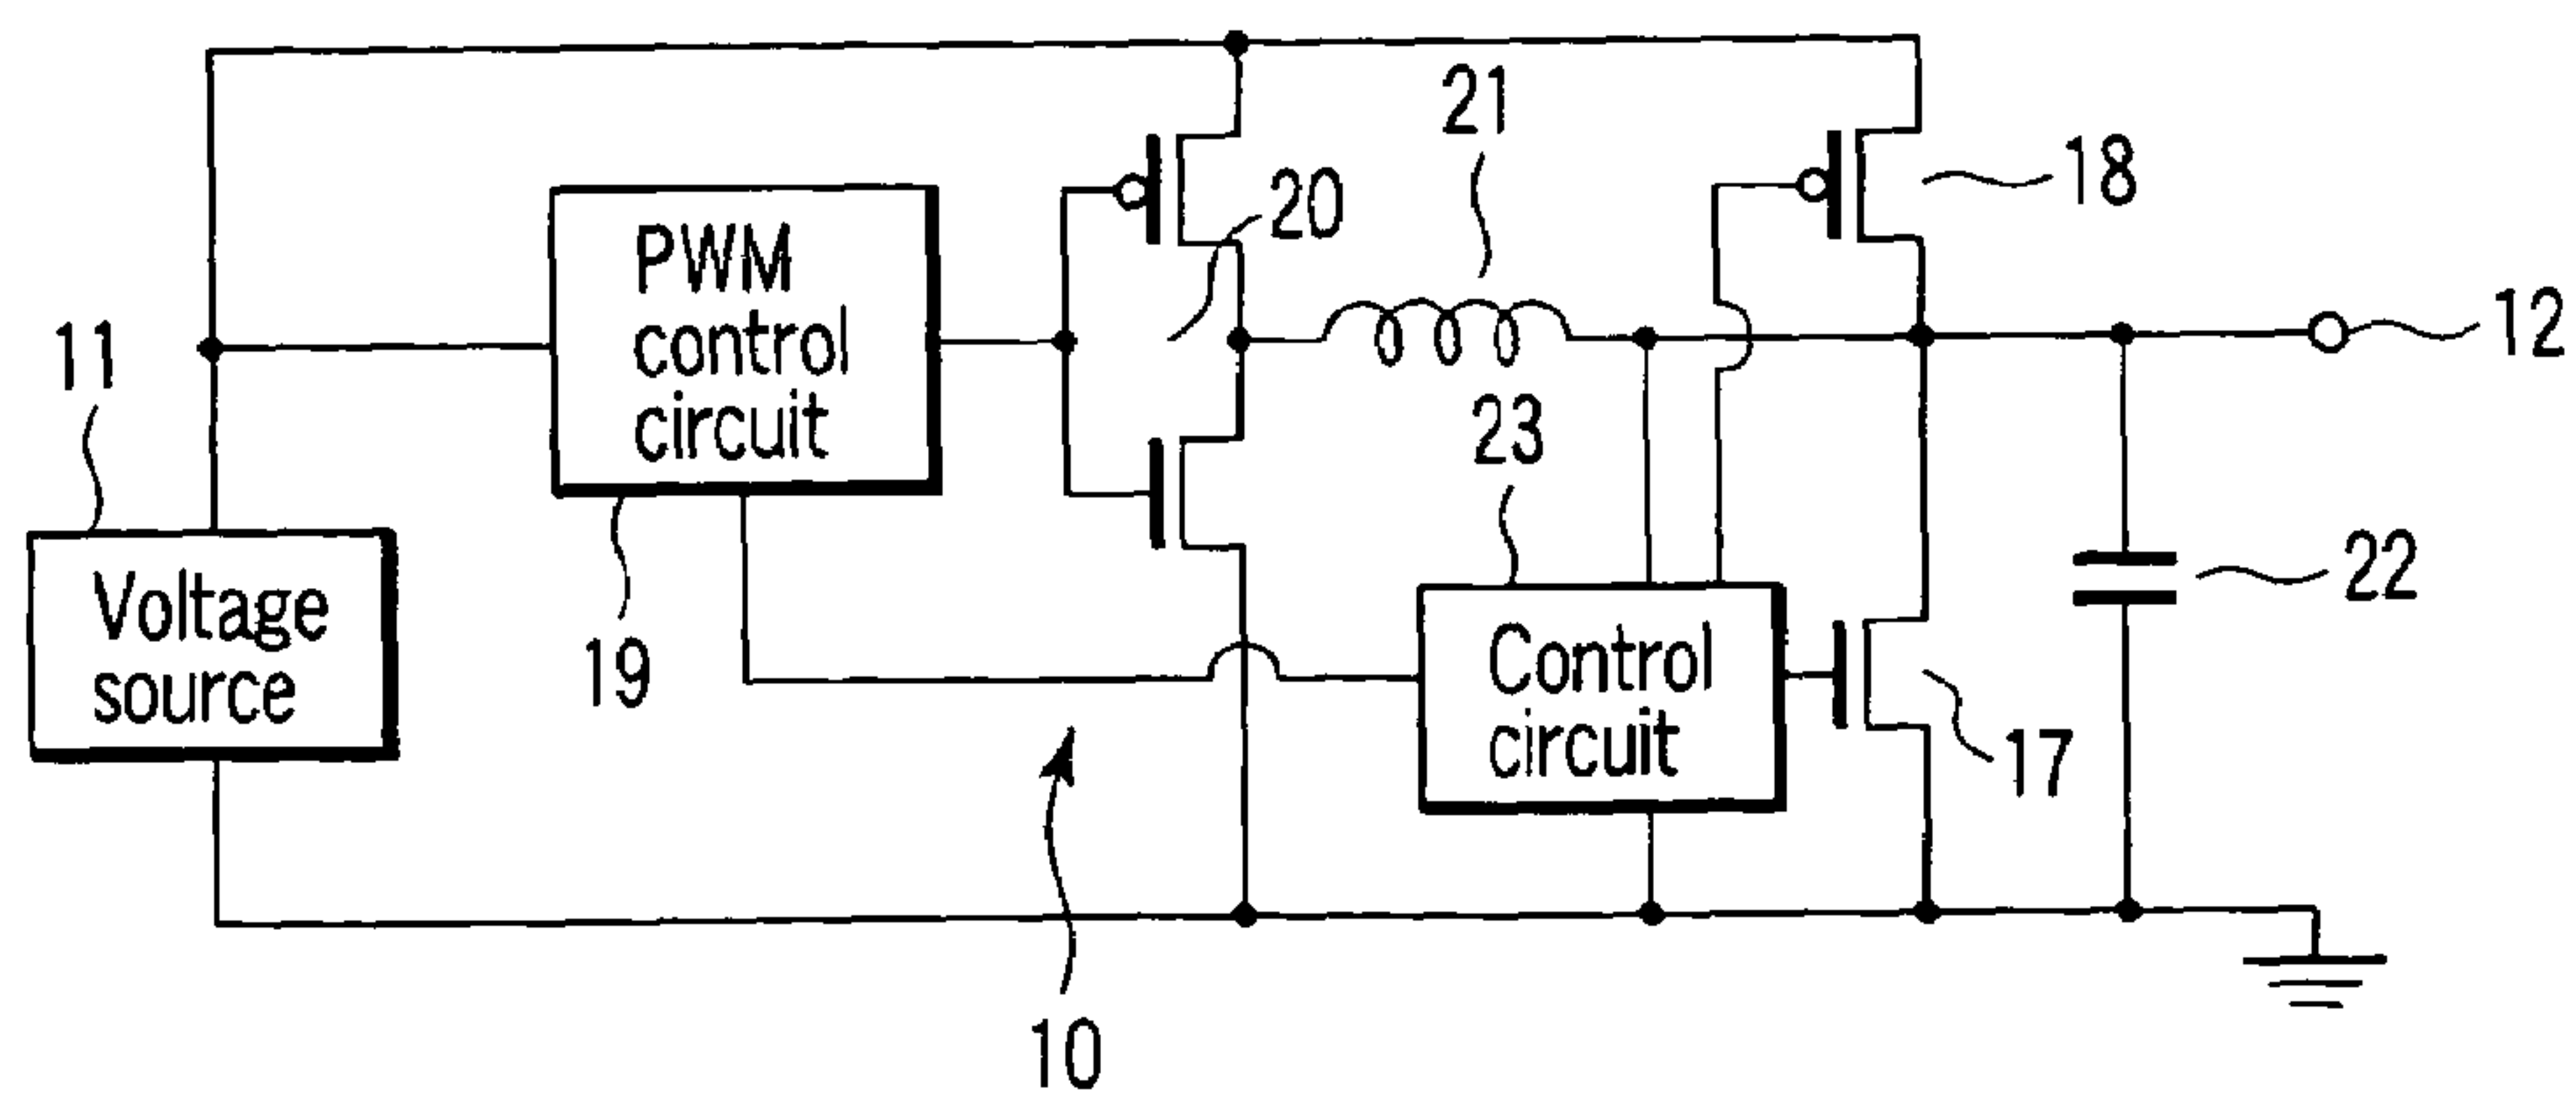 21
18
20
PWM
control
circuit
12
11
23
22
Voltage
source
19
Control
circuit
17
10